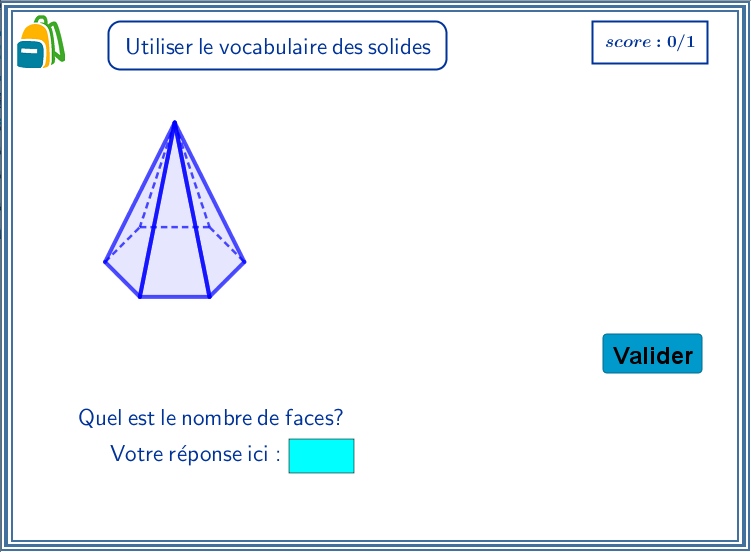 Utiliser le vocabulaire des solides
score : 0/1
Valider
Quel est le nombre de faces?
Votre réponse ici :